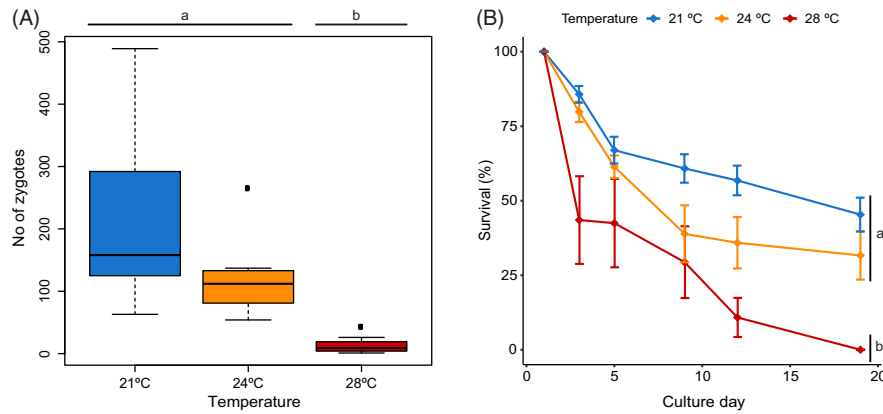 (A)
a
b
No of zygotes
500
400
300
200
100
0
21ºC
24ºC
28ºC
Temperature
(B)
Temperature 21 ºC 24 ºC 28 ºC
Survival (%)
100
75
50
25
0
a
b
0
5
10
15
20
Culture day